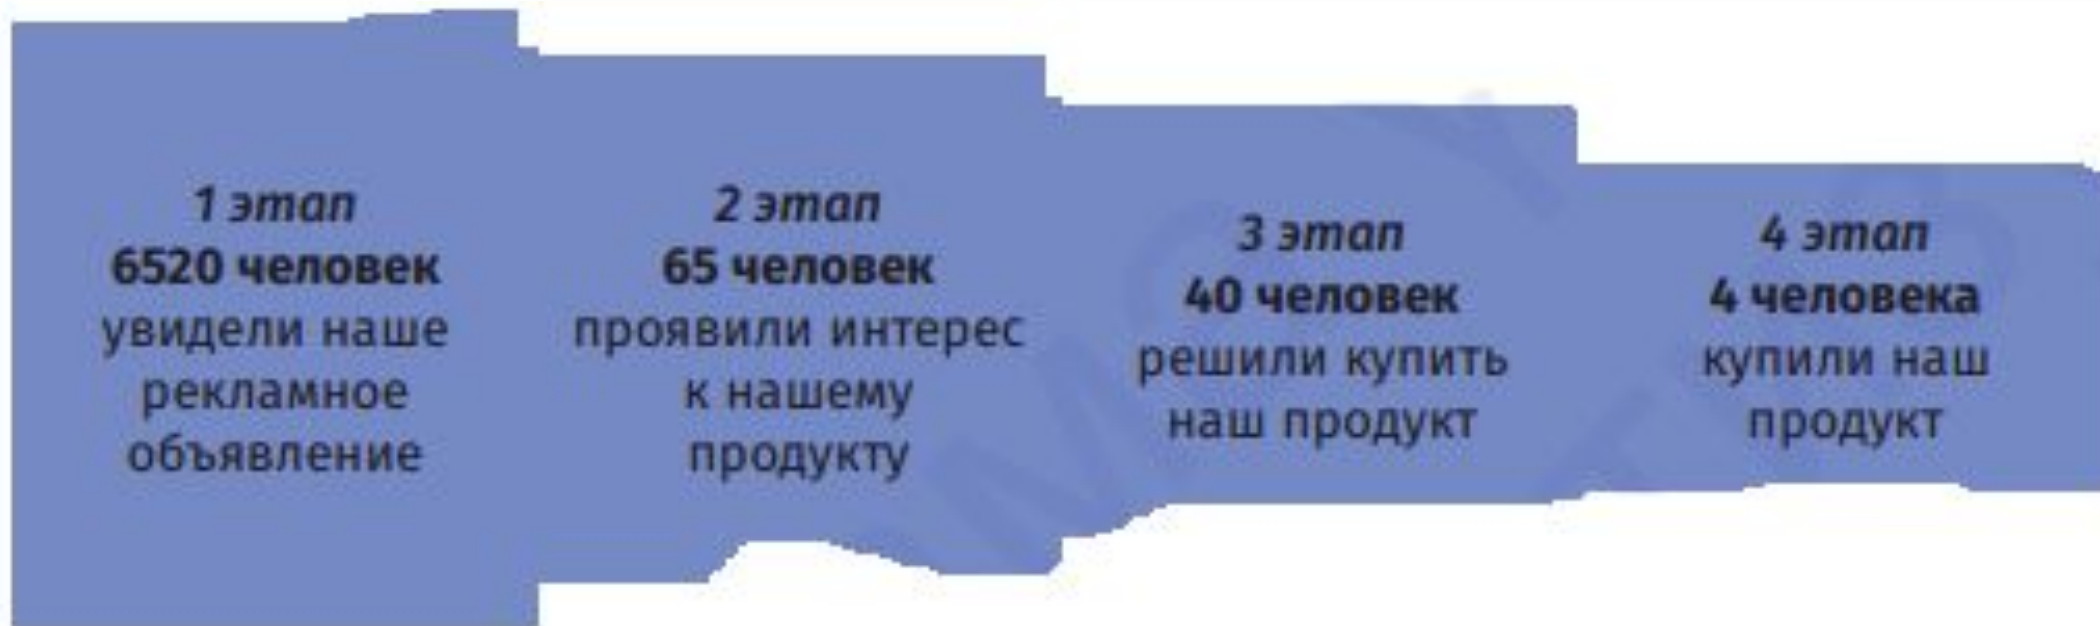 1 этап
6520 человек
увидели наше
рекламное
объявление
2 этап
65 человек
проявили интерес
к нашему
продукту
3 этап
40 человек
решили купить
наш продукт
4 этап
4 человека
купили наш
продукт